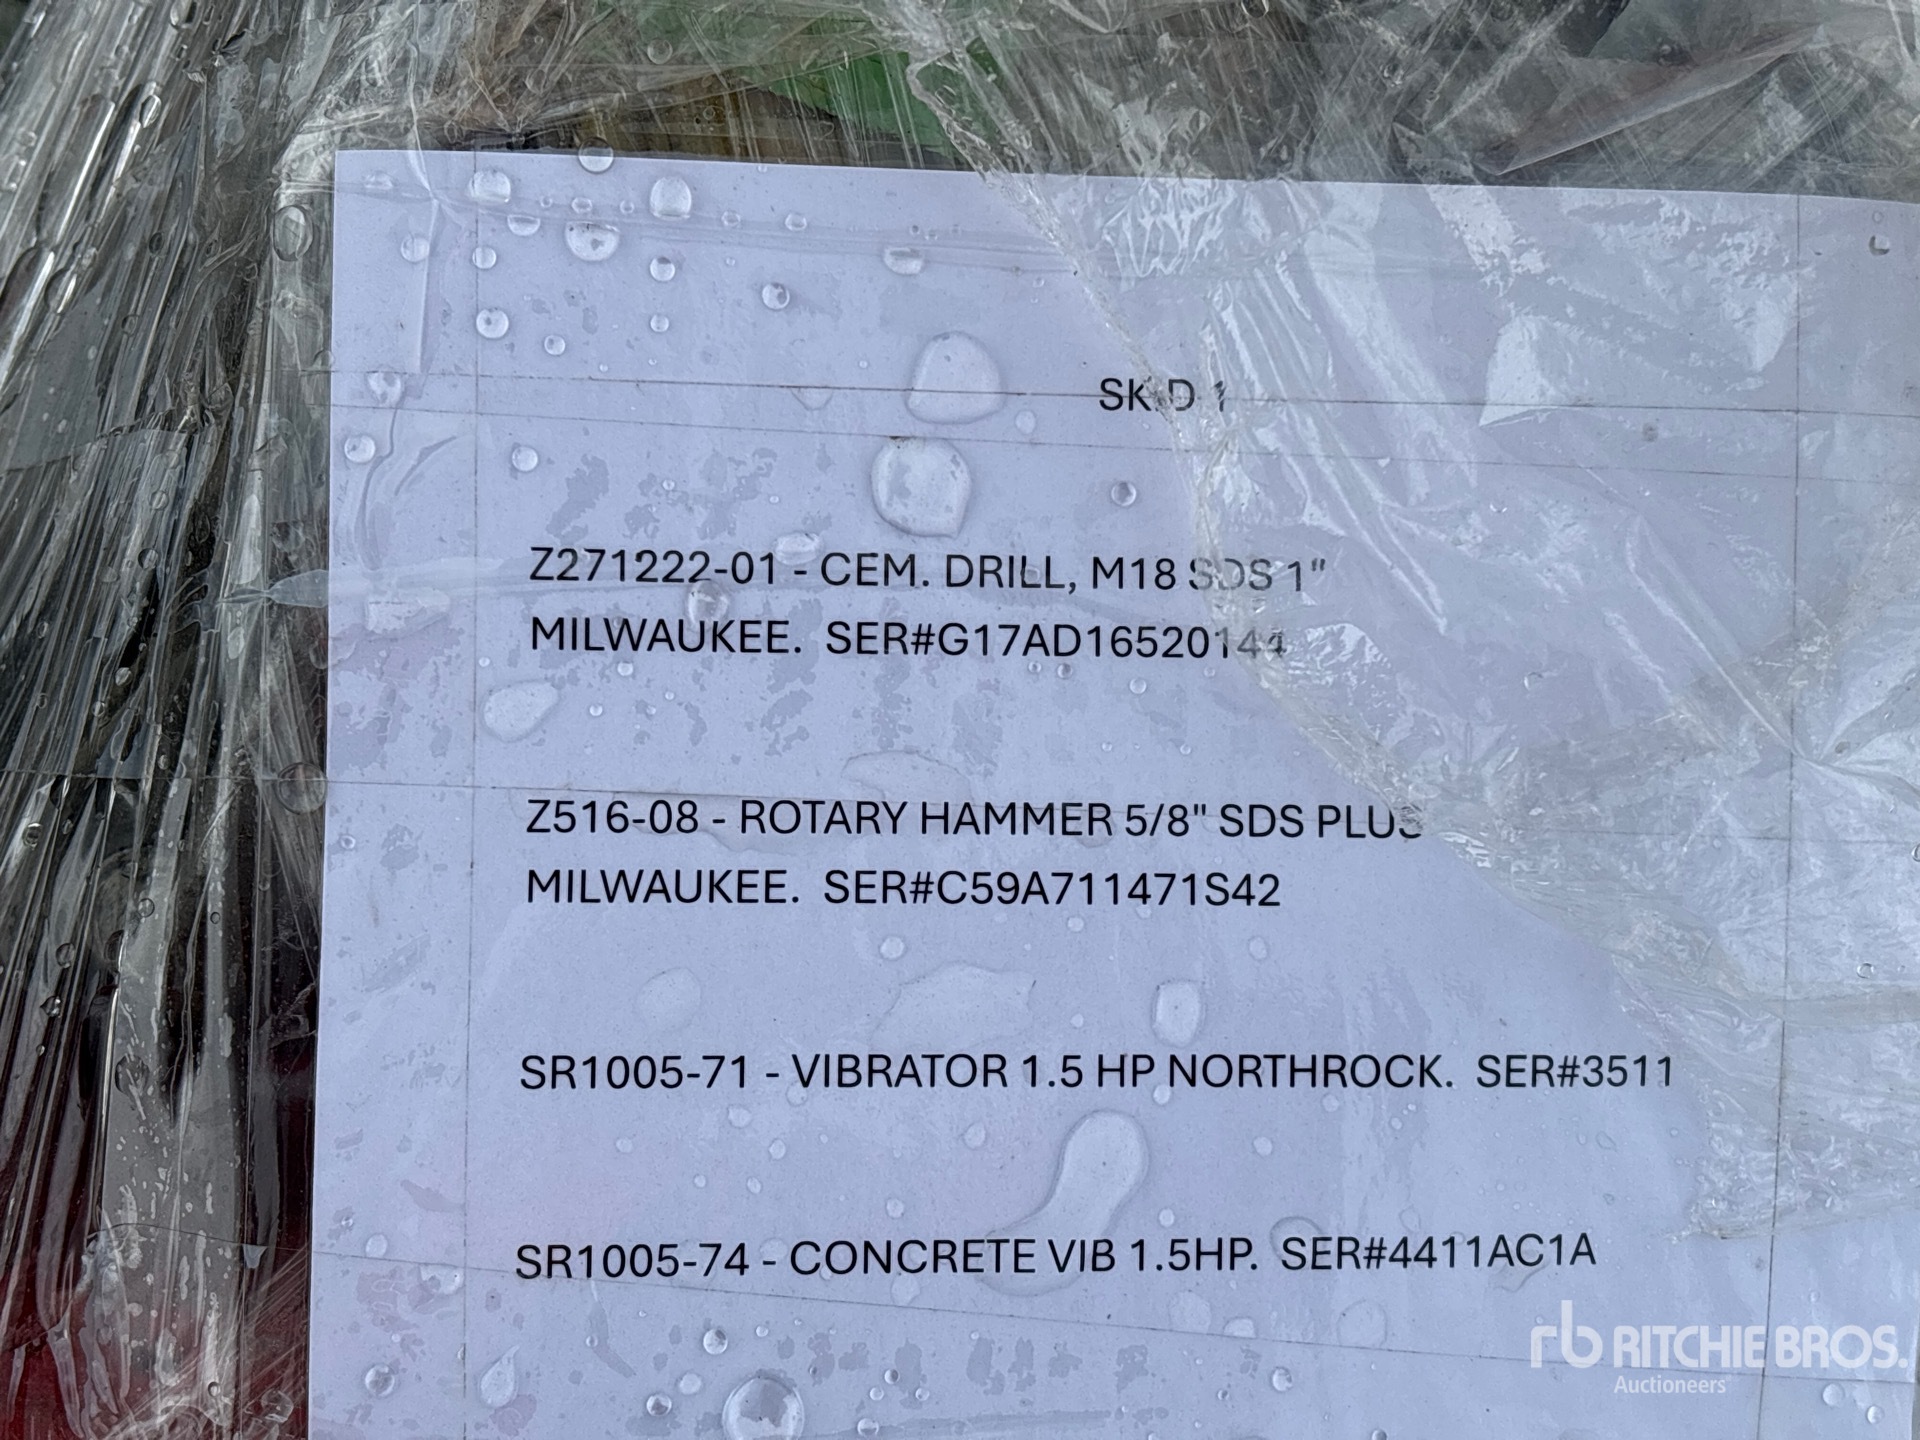 SKID 1
Z271222-01 - CEM. DRILL, M18 SDS 1"
MILWAUKEE. SER#G17AD16520144
Z516-08 - ROTARY HAMMER 5/8" SDS PLUS
MILWAUKEE. SER#C59A711471S42
SR1005-71 - VIBRATOR 1.5 HP NORTHROCK. SER#3511
SR1005-74 - CONCRETE VIB 1.5HP. SER#4411AC1A
rb RITCHIE BROS.
Auctioneers